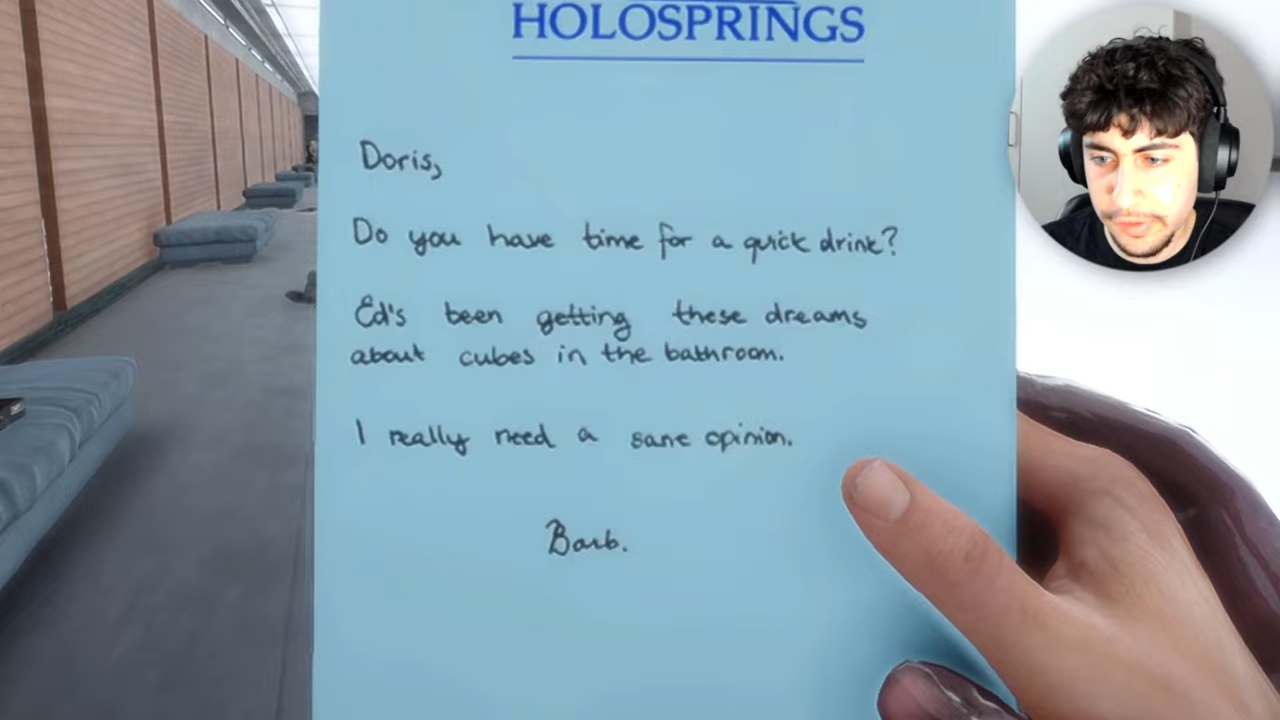 HOLOSPRINGS
Doris,
Do you have time for a quick drink?
Ed's been getting these dreams
about cubes in the bathroom.
I really need a sane opinion.
Barb.